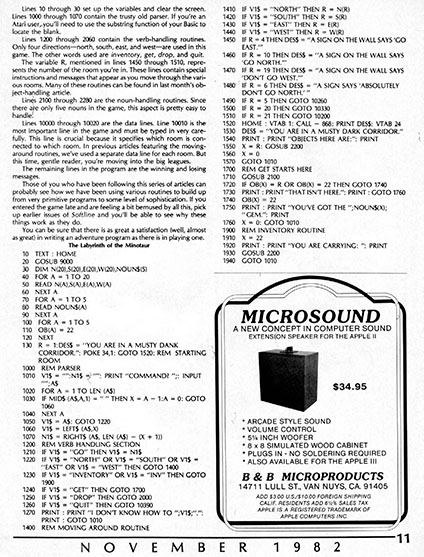 Lines 10 through 30 set the variables and clear the screen.
Lines 1000 through 1070 contain the trusty old parser. If you're an
Atari user, you'll need to use the substring function of your Basic to
locate the blank.
Lines 1200 through 2060 contain the verb-handling routines.
Only four directions—north, south, east, and west—are used in this
game. The other words used are inventory, get, drop, and quit.
The variable R, mentioned in lines 1450 through 1510, repre-
sents the number of the room you're in. These lines contain special
instructions and messages that appear as you move through the vari-
ous rooms. Many of these routines can be found in last month's ob-
ject-handling article.
Lines 2100 through 2280 are the noun-handling routines. Since
there are only five nouns in the game, this aspect is pretty easy to
handle.
Lines 10000 through 10020 are the data lines. Line 10010 is the
most important line in the game and must be typed in very care-
fully. This line is crucial because it specifies which room is con-
nected to which room. In previous articles featuring the moving-
around routines, we've used a separate data line for each room. But
this time, gentle reader, you're moving into the big leagues.
The remaining lines in the program are the winning and losing
messages.
Those of you who have been following this series of articles can
probably see how we have been using various routines to build up
from very primitive programs to some level of sophistication. If you
entered the game late and are feeling a bit bemused by all this, pick
up earlier issues of Softline and you'll be able to see why these
things work as they do.
You can be sure that there is as great a satisfaction (well, almost
as great) in writing an adventure program as there is in playing one.
The Labyrinth of the Minotaur
10 TEXT : HOME
20 GOSUB 9000
30 DIM N(20),S(20),E(20),W(20),NOUN$(5)
40 FOR A = 1 TO 20
50 READ N(A),S(A),E(A),W(A)
60 NEXT A
70 FOR A = 1 TO 5
80 READ NOUN$(A)
90 NEXT A
100 FOR A = 1 TO 5
110 OB(A) = 22
120 NEXT
130 R = 1:DES$ = "YOU ARE IN A MUSTY DANK
CORRIDOR.": POKE 34,1: GOTO 1520: REM STARTING
ROOM
1000 REM PARSER
1010 V1$ = "":N1$ = "": PRINT "COMMAND? ";: INPUT
"";A$
1020 FOR A = 1 TO LEN (A$)
1030 IF MID$ (A$,A,1) = " " THEN X = A - 1:A = 0: GOTO
1060
1040 NEXT A
1050 V1$ = A$: GOTO 1220
1060 V1$ = LEFT$ (A$,X)
1070 N1$ = RIGHT$ (A$, LEN (A$) - (X + 1))
1200 REM VERB HANDLING SECTION
1210 IF V1$ = "GO" THEN V1$ = N1$
1220 IF V1$ = "NORTH" OR V1$ = "SOUTH" OR V1$ =
"EAST" OR V1$ = "WEST" THEN GOTO 1400
1230 IF V1$ = "INVENTORY" OR V1$ = "INV" THEN GOTO
1900
1240 IF V1$ = "GET" THEN GOTO 1700
1250 IF V1$ = "DROP" THEN GOTO 2000
1260 IF V1$ = "QUIT" THEN GOTO 10390
1270 PRINT : PRINT "I DON'T KNOW HOW TO ";V1$;"."
: PRINT : GOTO 1010
1400 REM MOVING AROUND ROUTINE
1410 IF V1$ = "NORTH" THEN R = N(R)
1420 IF V1$ = "SOUTH" THEN R = S(R)
1430 IF V1$ = "EAST" THEN R = E(R)
1440 IF V1$ = "WEST" THEN R = W(R)
1450 IF R = 4 THEN DES$ = "A SIGN ON THE WALL SAYS 'GO
EAST.'"
1460 IF R = 10 THEN DES$ = "A SIGN ON THE WALL SAYS
'GO NORTH.'"
1470 IF R = 19 THEN DES$ = "A SIGN ON THE WALL SAYS
'DON'T GO WEST.'"
1480 IF R = 6 THEN DES$ = "A SIGN SAYS 'ABSOLUTELY
DON'T GO NORTH.'"
1490 IF R = 5 THEN GOTO 10260
1500 IF R = 20 THEN GOTO 10330
1510 IF R = 21 THEN GOTO 10200
1520 HOME : VTAB 1: CALL - 868: PRINT DES$: VTAB 24
1530 DES$ = "YOU ARE IN A MUSTY DANK CORRIDOR."
1540 PRINT : PRINT "OBJECTS HERE ARE:": PRINT
1550 X = R: GOSUB 2200
1560 X = 0
1570 GOTO 1010
1700 REM GET STARTS HERE
1710 GOSUB 2100
1720 IF OB(X) = R OR OB(X) = 22 THEN GOTO 1740
1730 PRINT : PRINT "THAT ISN'T HERE.": PRINT : GOTO 1760
1740 OB(X) = 22
1750 PRINT : PRINT "YOU'VE GOT THE ";NOUN$(X);
" GEM.": PRINT
1760 X = 0: GOTO 1010
1900 REM INVENTORY ROUTINE
1910 X = 22
1920 PRINT : PRINT "YOU ARE CARRYING: ": PRINT
1930 GOSUB 2200
1940 GOTO 1010
MICROSOUND
A NEW CONCEPT IN COMPUTER SOUND
EXTENSION SPEAKER FOR THE APPLE II
$34.95
* ARCADE STYLE SOUND
* VOLUME CONTROL
* 5¼ INCH WOOFER
* 8 x 8 SIMULATED WOOD CABINET
* PLUGS IN - NO SOLDERING REQUIRED
* ALSO AVAILABLE FOR THE APPLE III
B & B MICROPRODUCTS
14711 LULL ST., VAN NUYS, CA. 91405
ADD $3.00 U.S./$10.00 FOREIGN SHIPPING
CALIF. RESIDENTS ADD 6½% SALES TAX
APPLE IS A REGISTERED TRADEMARK OF
APPLE COMPUTERS INC.
NOVEMBER 1982
11